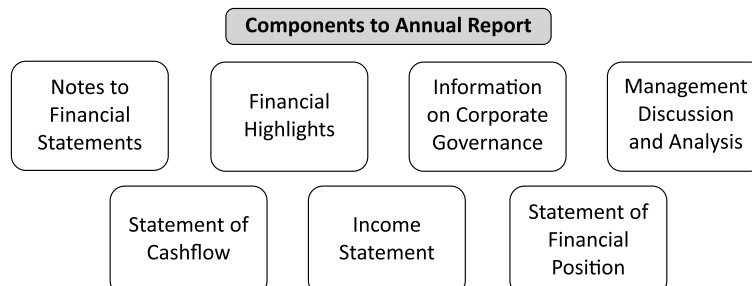 Components to Annual Report
Notes to
Financial
Statements
Financial
Highlights
Information
on Corporate
Governance
Management
Discussion
and Analysis
Statement of
Cashflow
Income
Statement
Statement of
Financial
Position